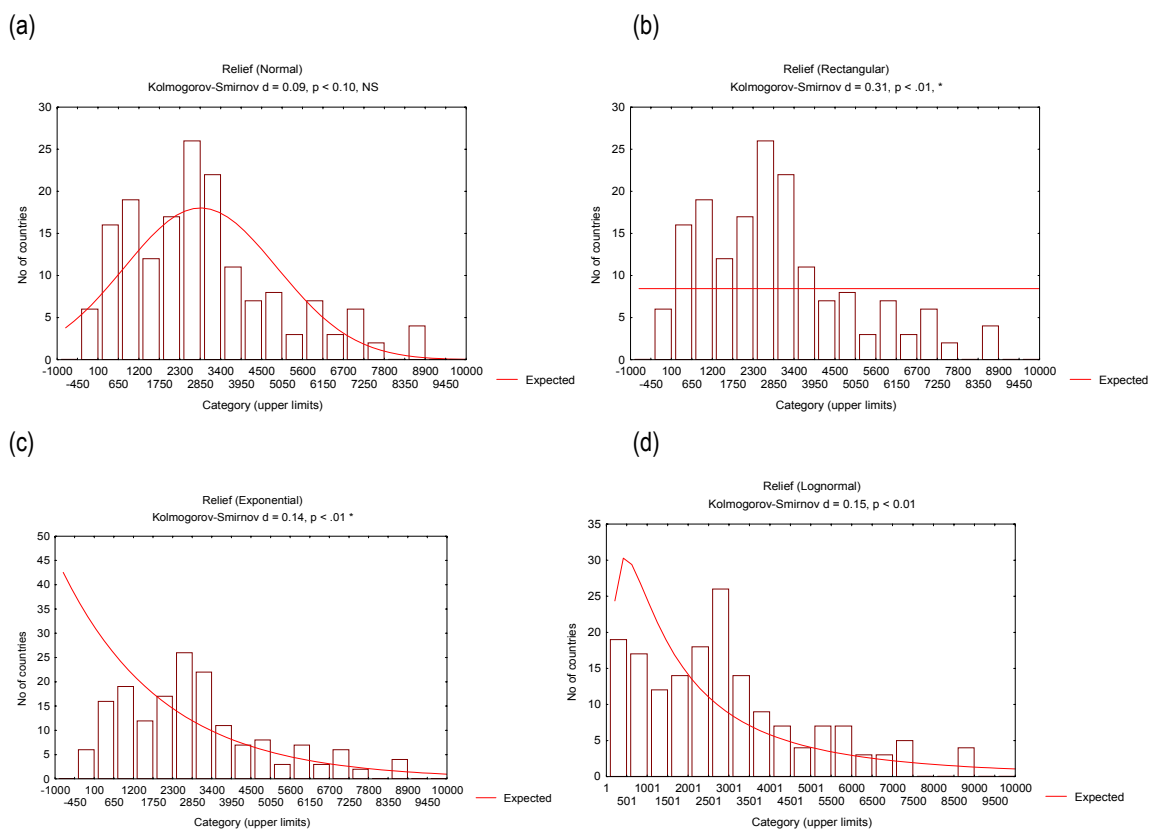 (a)
Relief (Normal)
Kolmogorov-Smirnov d = 0.09, p < 0.10, NS
30
25
20
15
10
5
0
No of countries
-1000 100 1200 2300 3400 4500 5600 6700 7800 8900 10000
-450 650 1750 2850 3950 5050 6150 7250 8350 9450
Category (upper limits)
Expected
(b)
Relief (Rectangular)
Kolmogorov-Smirnov d = 0.31, p < .01, *
30
25
20
15
10
5
0
No of countries
-1000 100 1200 2300 3400 4500 5600 6700 7800 8900 10000
-450 650 1750 2850 3950 5050 6150 7250 8350 9450
Category (upper limits)
Expected
(c)
Relief (Exponential)
Kolmogorov-Smirnov d = 0.14, p < .01 *
50
45
40
35
30
25
20
15
10
5
0
No of countries
-1000 100 1200 2300 3400 4500 5600 6700 7800 8900 10000
-450 650 1750 2850 3950 5050 6150 7250 8350 9450
Category (upper limits)
Expected
(d)
Relief (Lognormal)
Kolmogorov-Smirnov d = 0.15, p < 0.01
35
30
25
20
15
10
5
0
No of countries
1 1001 2001 3001 4001 5001 6000 7000 8000 9000 10000
501 1501 2501 3501 4501 5500 6500 7500 8500 9500
Category (upper limits)
Expected